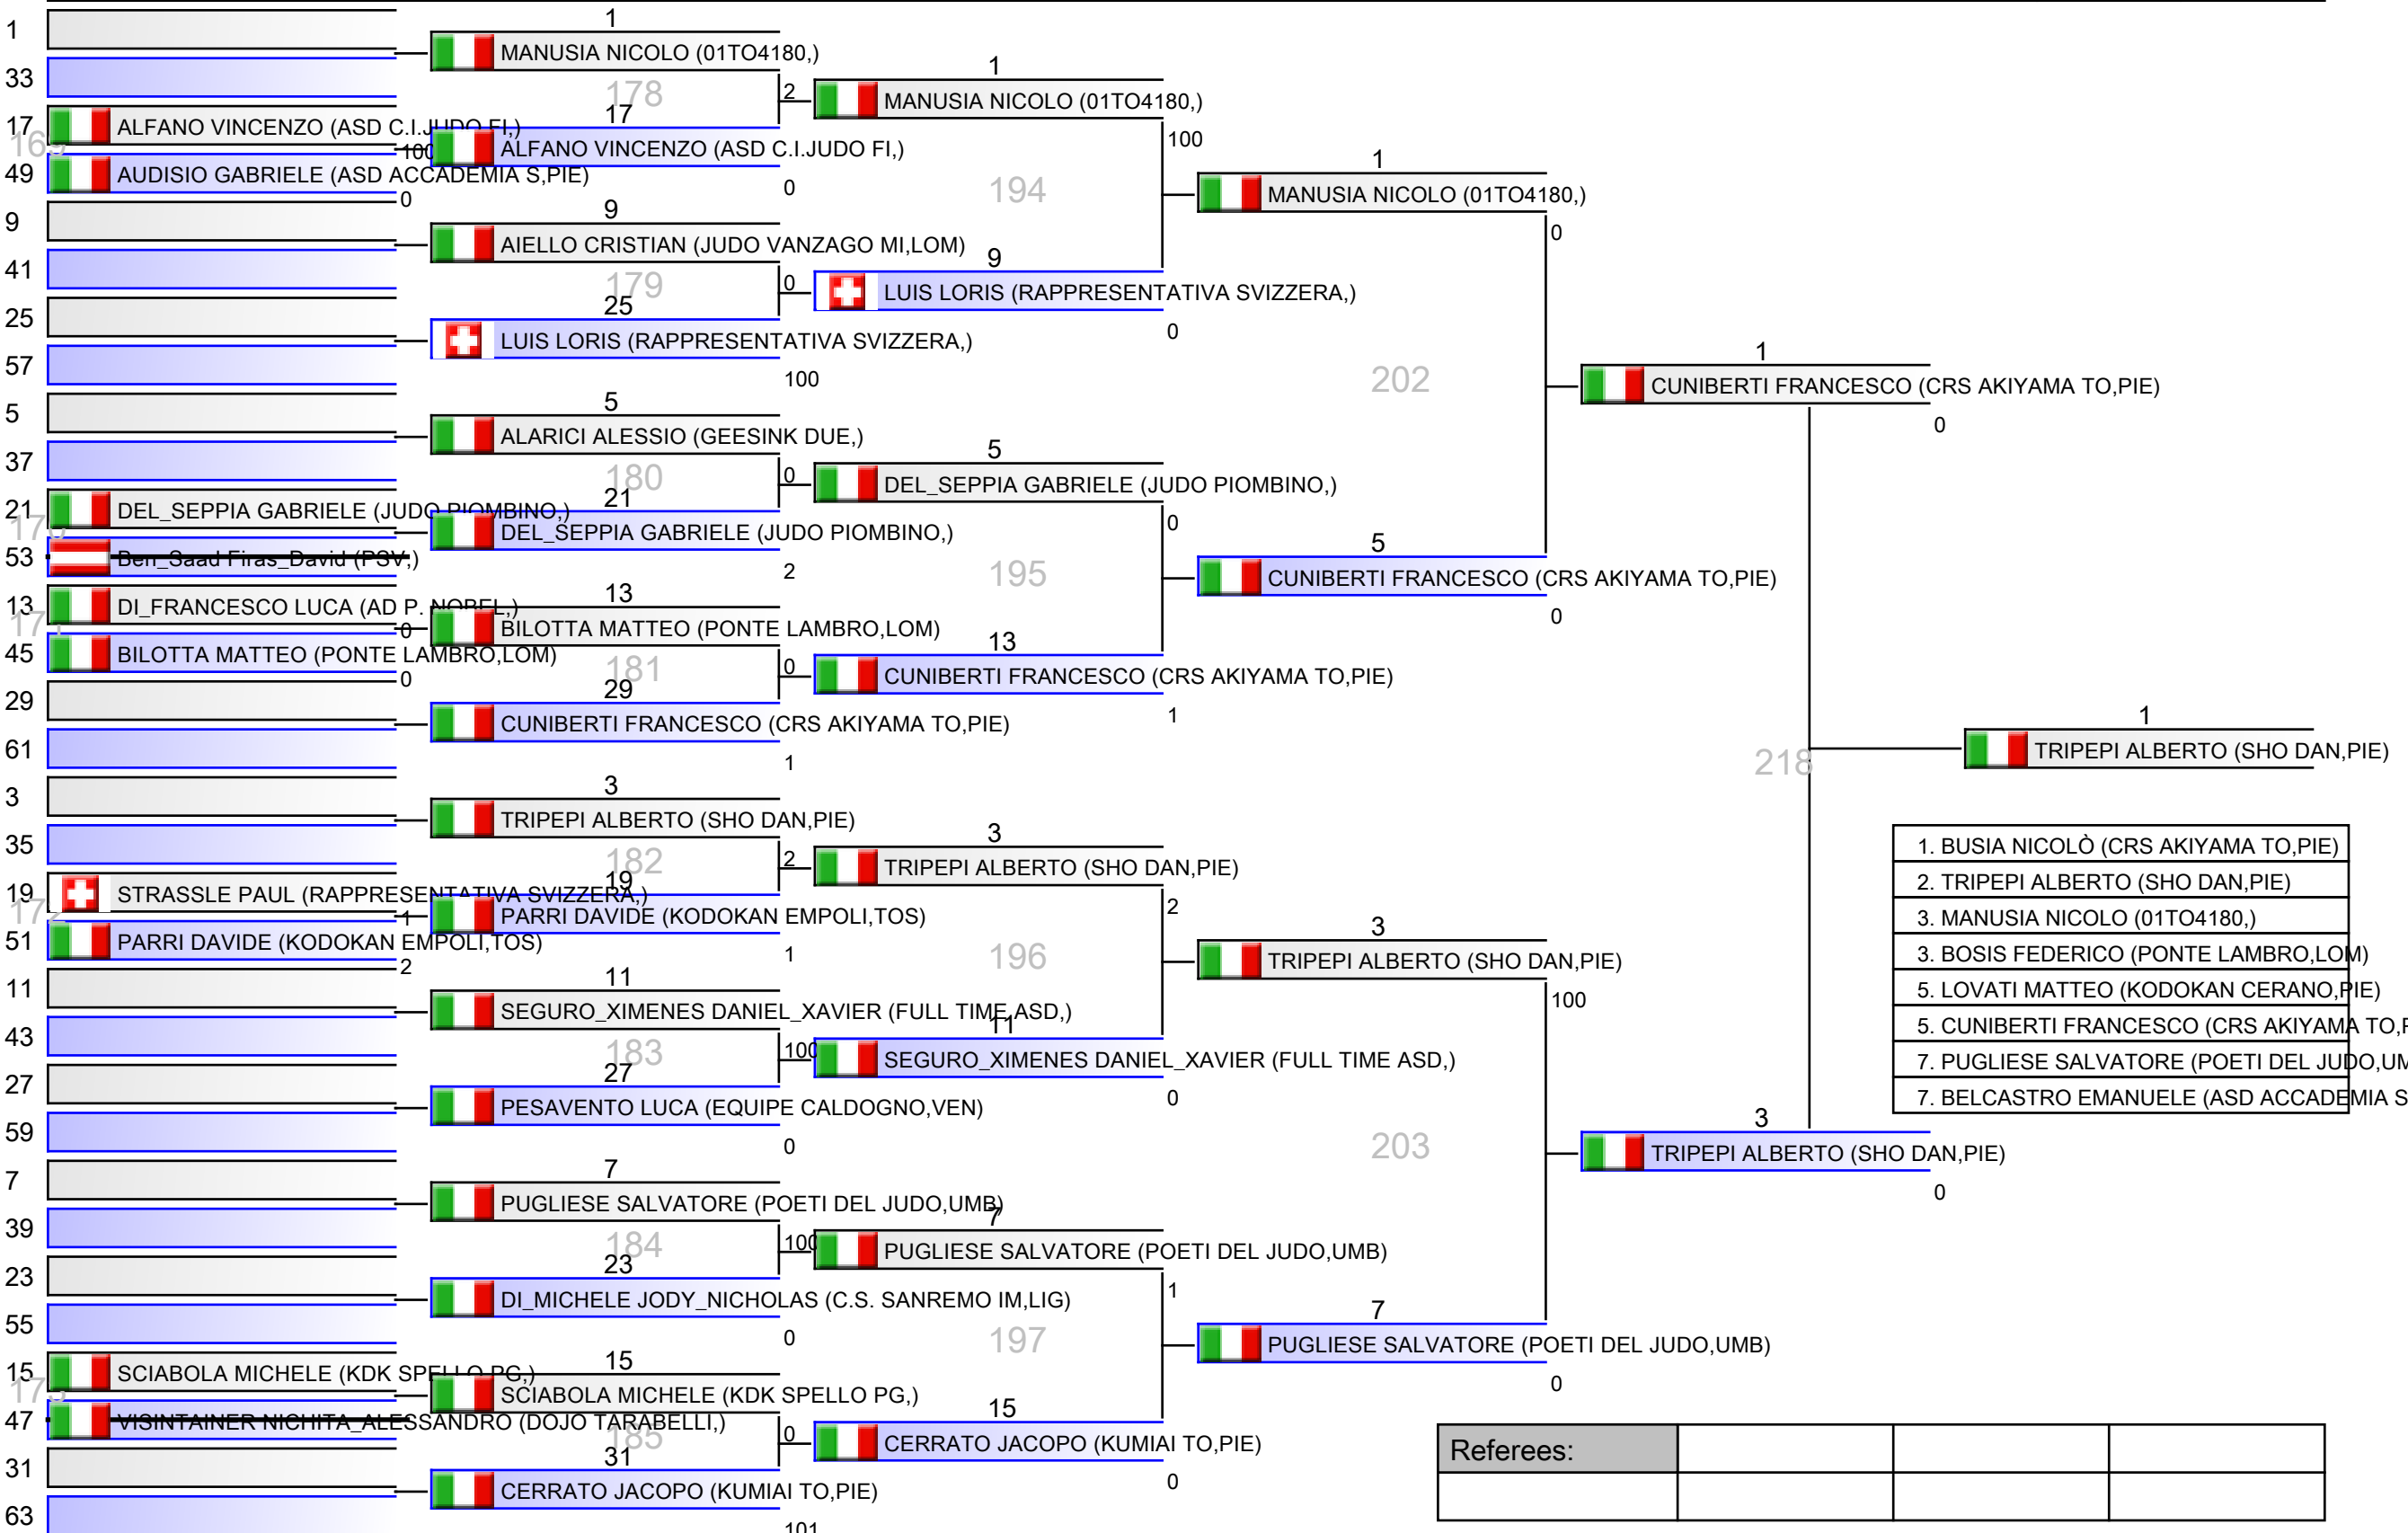 1
33
17 ALFANO VINCENZO (ASD C.I.JUDO FI,)
100
49 AUDISIO GABRIELE (ASD ACCADEMIA S,PIE)
0
9
41
25
57
5
37
21 DEL_SEPPIA GABRIELE (JUDO PIOMBINO,)
53 Ben_Saad Firas_David (PSV,)
13 DI_FRANCESCO LUCA (AD P. NOBEL,)
0
45 BILOTTA MATTEO (PONTE LAMBRO,LOM)
0
29
61
3
35
19 STRASSLE PAUL (RAPPRESENTATIVA SVIZZERA,)
1
51 PARRI DAVIDE (KODOKAN EMPOLI,TOS)
2
11
43
27
59
7
39
23
55
15 SCIABOLA MICHELE (KDK SPELLO PG,)
47 VISINTAINER NICHITA_ALESSANDRO (DOJO TARABELLI,)
31
63
1
MANUSIA NICOLO (01TO4180,)
178
2
17
ALFANO VINCENZO (ASD C.I.JUDO FI,)
0
9
AIELLO CRISTIAN (JUDO VANZAGO MI,LOM)
179
0
25
LUIS LORIS (RAPPRESENTATIVA SVIZZERA,)
100
5
ALARICI ALESSIO (GEESINK DUE,)
180
0
21
DEL_SEPPIA GABRIELE (JUDO PIOMBINO,)
2
13
BILOTTA MATTEO (PONTE LAMBRO,LOM)
181
0
29
CUNIBERTI FRANCESCO (CRS AKIYAMA TO,PIE)
1
3
TRIPEPI ALBERTO (SHO DAN,PIE)
182
2
19
PARRI DAVIDE (KODOKAN EMPOLI,TOS)
1
11
SEGURO_XIMENES DANIEL_XAVIER (FULL TIME ASD,)
183
100
27
PESAVENTO LUCA (EQUIPE CALDOGNO,VEN)
0
7
PUGLIESE SALVATORE (POETI DEL JUDO,UMB)
184
100
23
DI_MICHELE JODY_NICHOLAS (C.S. SANREMO IM,LIG)
0
15
SCIABOLA MICHELE (KDK SPELLO PG,)
185
0
31
CERRATO JACOPO (KUMIAI TO,PIE)
101
1
MANUSIA NICOLO (01TO4180,)
100
194
9
LUIS LORIS (RAPPRESENTATIVA SVIZZERA,)
0
5
DEL_SEPPIA GABRIELE (JUDO PIOMBINO,)
0
195
13
CUNIBERTI FRANCESCO (CRS AKIYAMA TO,PIE)
1
3
TRIPEPI ALBERTO (SHO DAN,PIE)
2
196
11
SEGURO_XIMENES DANIEL_XAVIER (FULL TIME ASD,)
0
7
PUGLIESE SALVATORE (POETI DEL JUDO,UMB)
1
197
15
CERRATO JACOPO (KUMIAI TO,PIE)
0
1
MANUSIA NICOLO (01TO4180,)
0
202
5
CUNIBERTI FRANCESCO (CRS AKIYAMA TO,PIE)
0
3
TRIPEPI ALBERTO (SHO DAN,PIE)
100
203
7
PUGLIESE SALVATORE (POETI DEL JUDO,UMB)
0
1
CUNIBERTI FRANCESCO (CRS AKIYAMA TO,PIE)
0
218
3
TRIPEPI ALBERTO (SHO DAN,PIE)
0
1
TRIPEPI ALBERTO (SHO DAN,PIE)
1. BUSIA NICOLÒ (CRS AKIYAMA TO,PIE)
2. TRIPEPI ALBERTO (SHO DAN,PIE)
3. MANUSIA NICOLO (01TO4180,)
3. BOSIS FEDERICO (PONTE LAMBRO,LOM)
5. LOVATI MATTEO (KODOKAN CERANO,PIE)
5. CUNIBERTI FRANCESCO (CRS AKIYAMA TO,
7. PUGLIESE SALVATORE (POETI DEL JUDO,UM
7. BELCASTRO EMANUELE (ASD ACCADEMIA S
Referees: